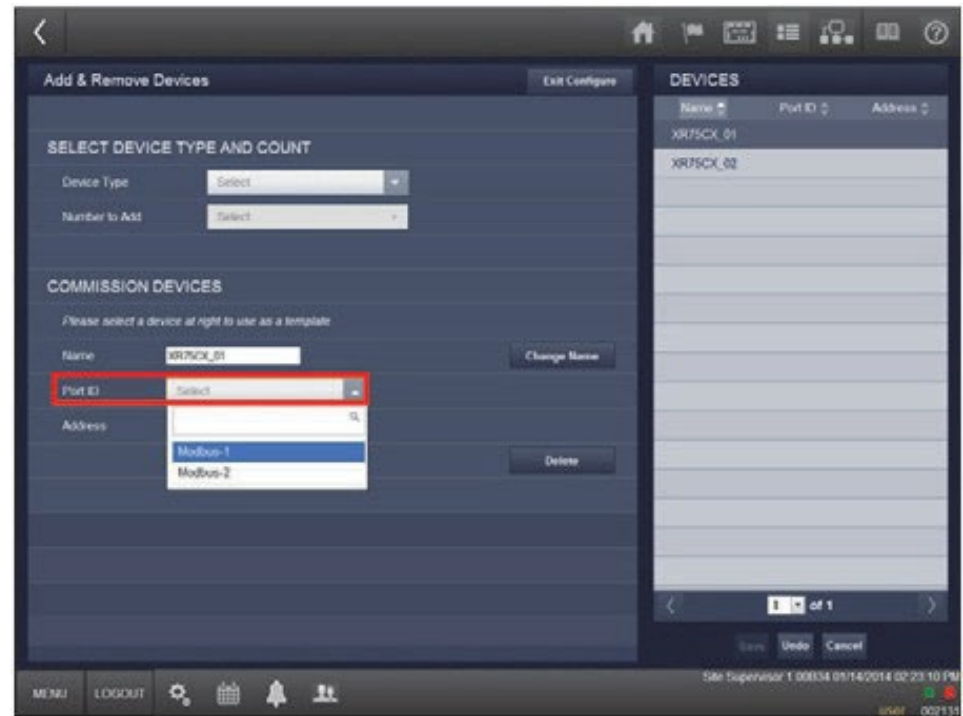 Add & Remove Devices
Exit Configure
DEVICES
Name
Port ID
Address
XR75CX_01
XR75CX_02
SELECT DEVICE TYPE AND COUNT
Device Type
Select
Number to Add
Select
COMMISSION DEVICES
Please select a device at right to use as a template
Name
XR75CX_01
Change Name
Port ID
Select
Address
Modbus-1
Modbus-2
Delete
1 of 1
Save
Undo
Cancel
MENU
LOGOUT
Site Supervisor 1.00B34 01/14/2014 02:23:10 PM
user
002131